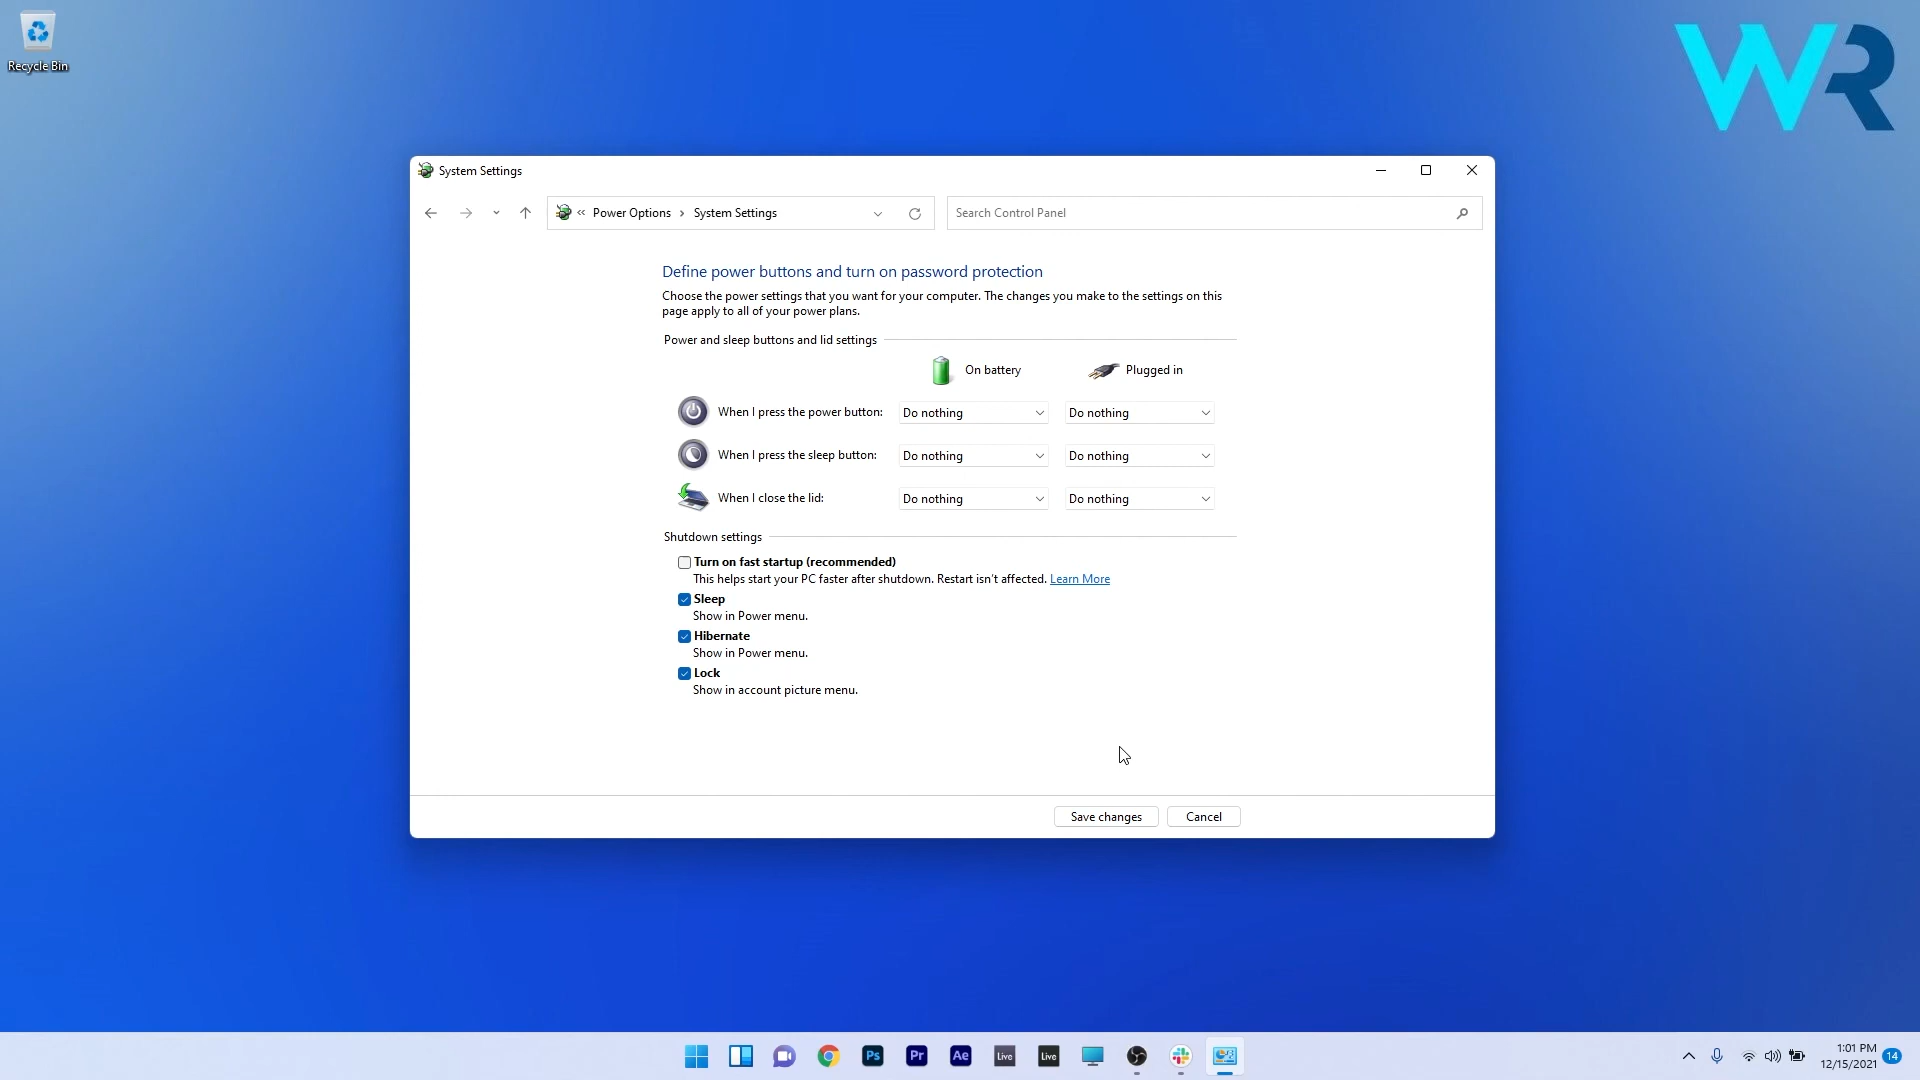 Recycle Bin
WR
System Settings
« Power Options › System Settings
Search Control Panel
Define power buttons and turn on password protection
Choose the power settings that you want for your computer. The changes you make to the settings on this
page apply to all of your power plans.
Power and sleep buttons and lid settings
On battery Plugged in
When I press the power button: Do nothing Do nothing
When I press the sleep button: Do nothing Do nothing
When I close the lid: Do nothing Do nothing
Shutdown settings
Turn on fast startup (recommended)
This helps start your PC faster after shutdown. Restart isn't affected. Learn More
Sleep
Show in Power menu.
Hibernate
Show in Power menu.
Lock
Show in account picture menu.
Save changes Cancel
Ps Pr Ae Live Live
1:01 PM
12/15/2021
14